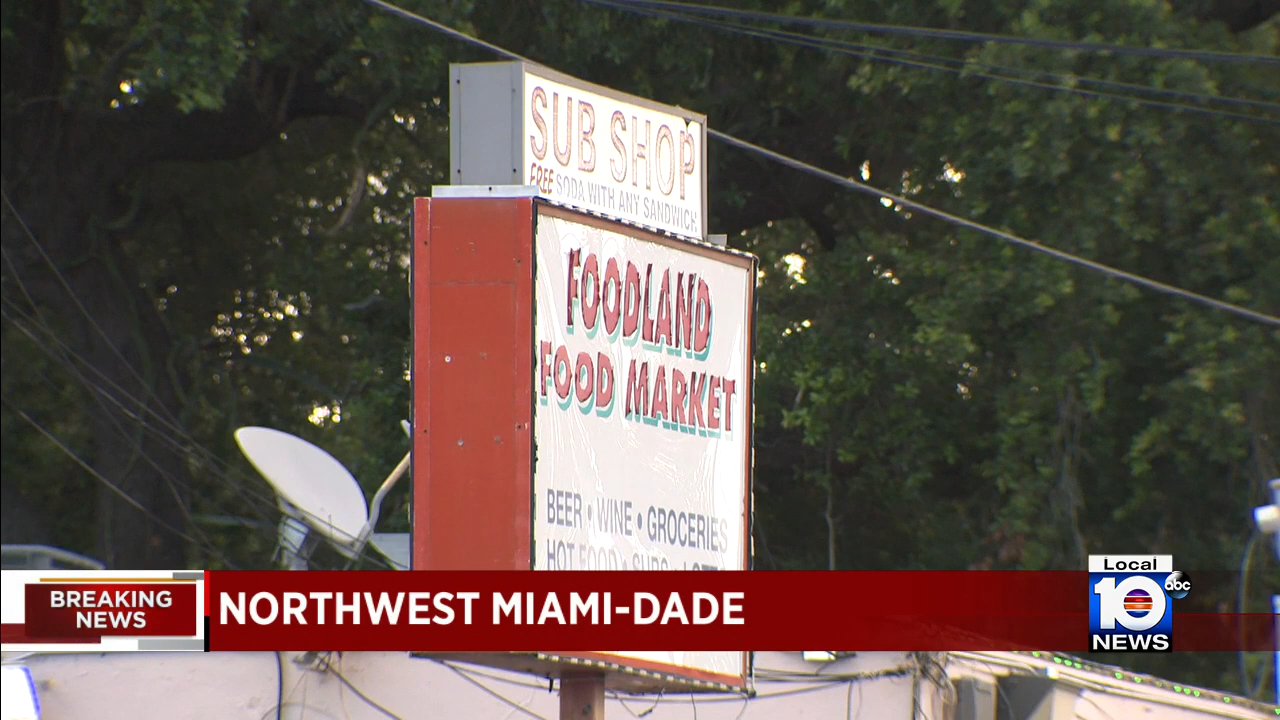 SUB SHOP
FREE SODA WITH ANY SANDWICH
FOODLAND
FOOD MARKET
BEER • WINE • GROCERIES
HOT FOOD • SUBS •
BREAKING
NEWS
NORTHWEST MIAMI-DADE
Local
10
abc
NEWS